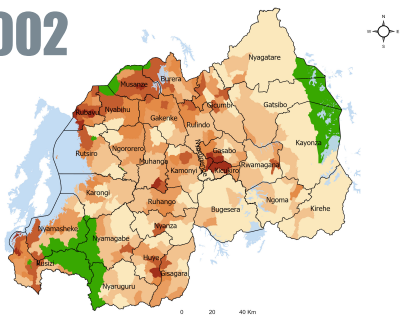 002
N
W E
S
Nyagatare
Burera
Musanze
Gicumbi
Gatsibo
Rubavu
Nyabihu
Gakenke
Rulindo
Kayonza
Rutsiro
Ngororero
Gasabo
Muhanga
Rwamagana
Kamonyi
Kicukiro
Karongi
Ruhango
Ngoma
Bugesera
Kirehe
Nyamasheke
Nyanza
Nyamagabe
Huye
Rusizi
Gisagara
Nyaruguru
0 20 40 Km